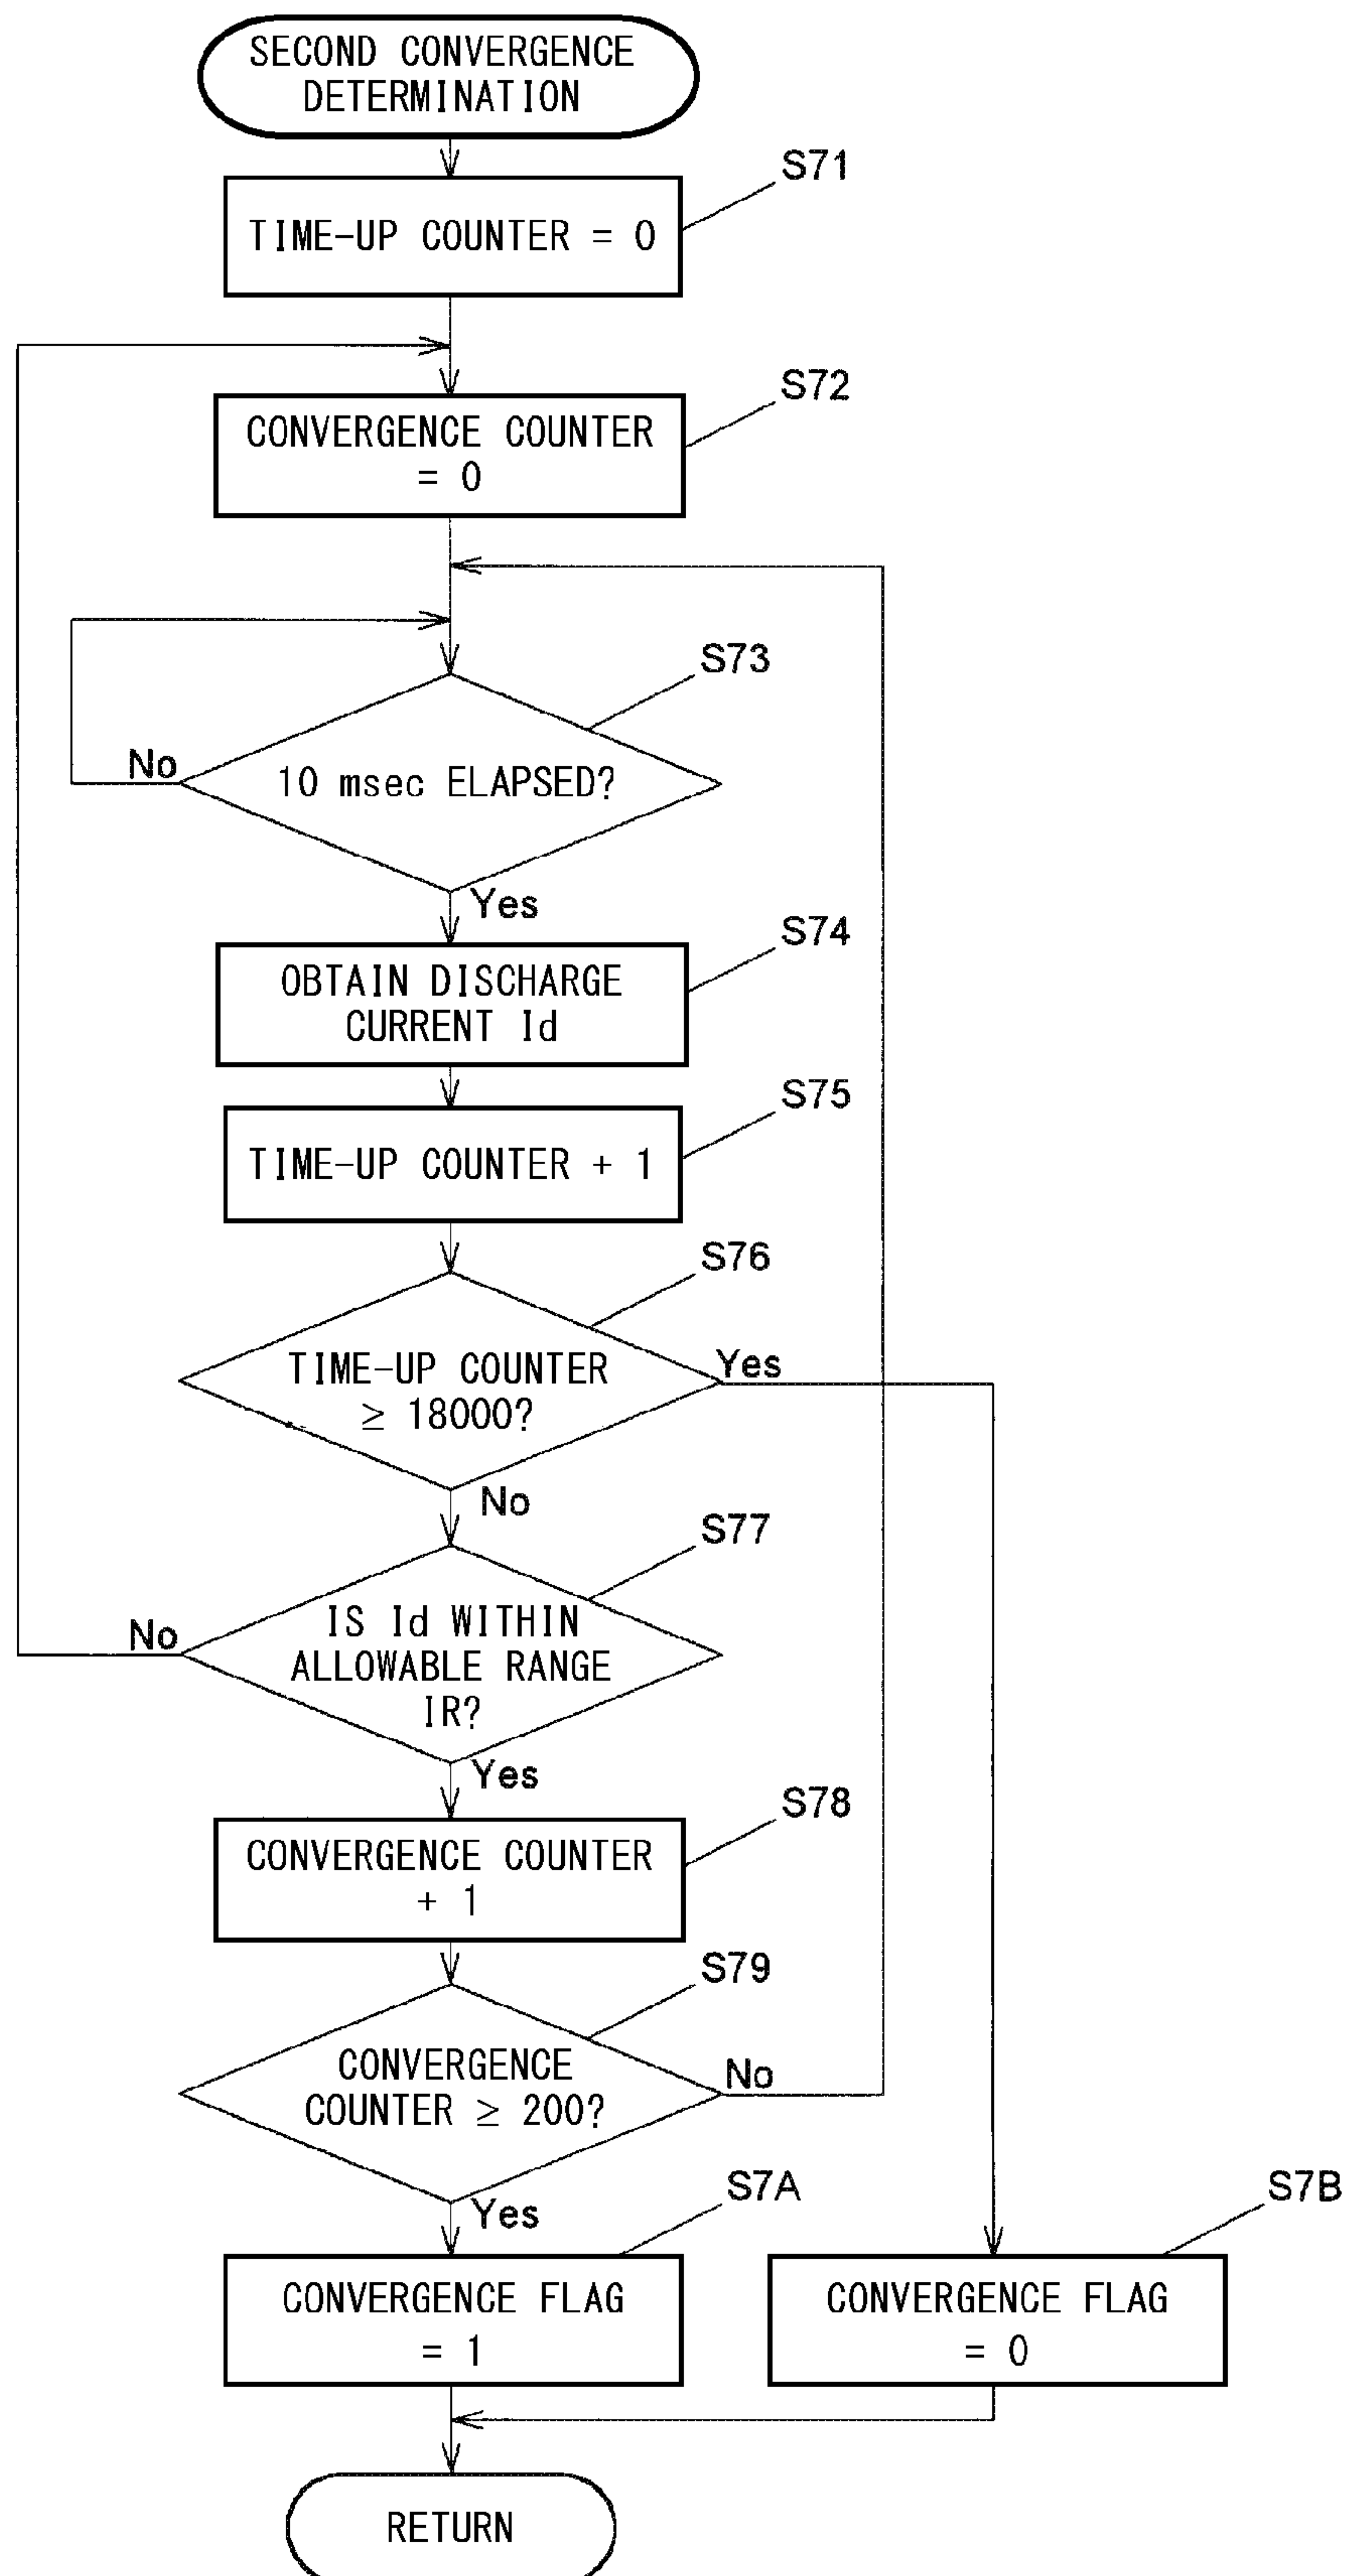 SECOND CONVERGENCE
DETERMINATION
S71
TIME-UP COUNTER = 0
S72
CONVERGENCE COUNTER
= 0
S73
No
10 msec ELAPSED?
Yes
S74
OBTAIN DISCHARGE
CURRENT Id
S75
TIME-UP COUNTER + 1
S76
TIME-UP COUNTER
≥ 18000?
Yes
No
S77
No
IS Id WITHIN
ALLOWABLE RANGE
IR?
Yes
S78
CONVERGENCE COUNTER
+ 1
S79
CONVERGENCE
COUNTER ≥ 200?
No
Yes
S7A
S7B
CONVERGENCE FLAG
= 1
CONVERGENCE FLAG
= 0
RETURN